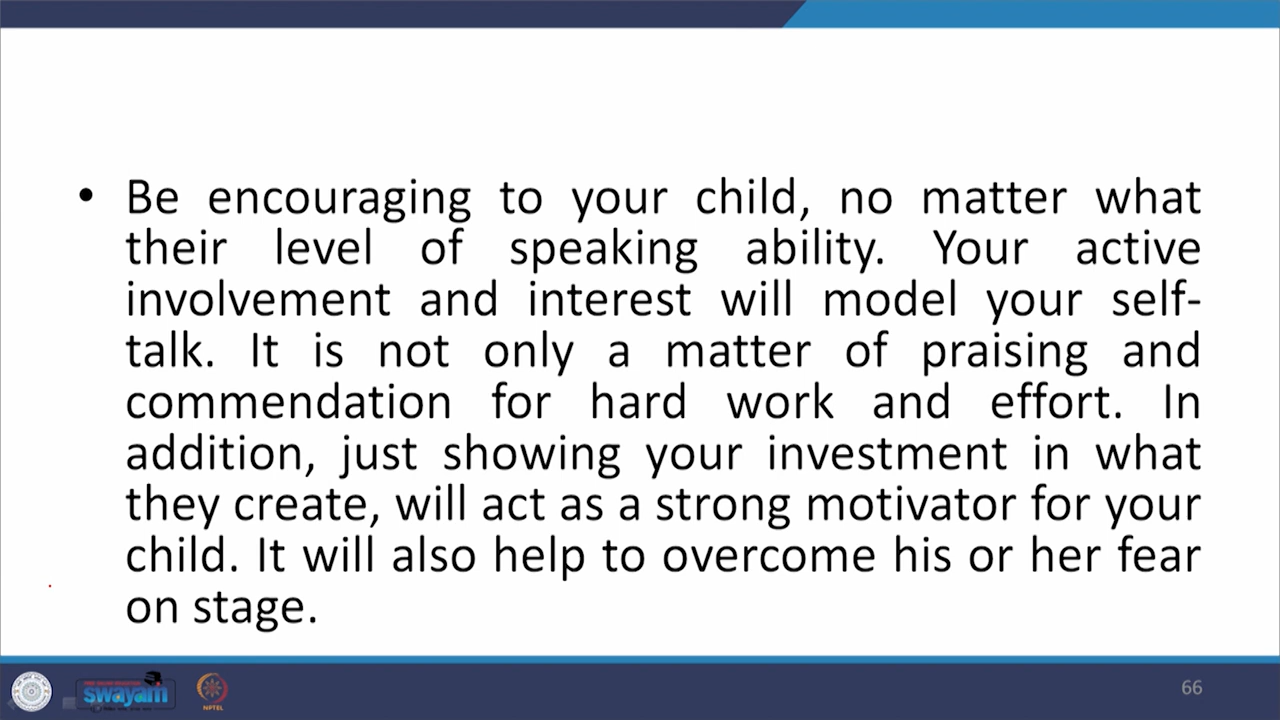 • Be encouraging to your child, no matter what
their level of speaking ability. Your active
involvement and interest will model your self-
talk. It is not only a matter of praising and
commendation for hard work and effort. In
addition, just showing your investment in what
they create, will act as a strong motivator for your
child. It will also help to overcome his or her fear
on stage.
swayam
NPTEL
66